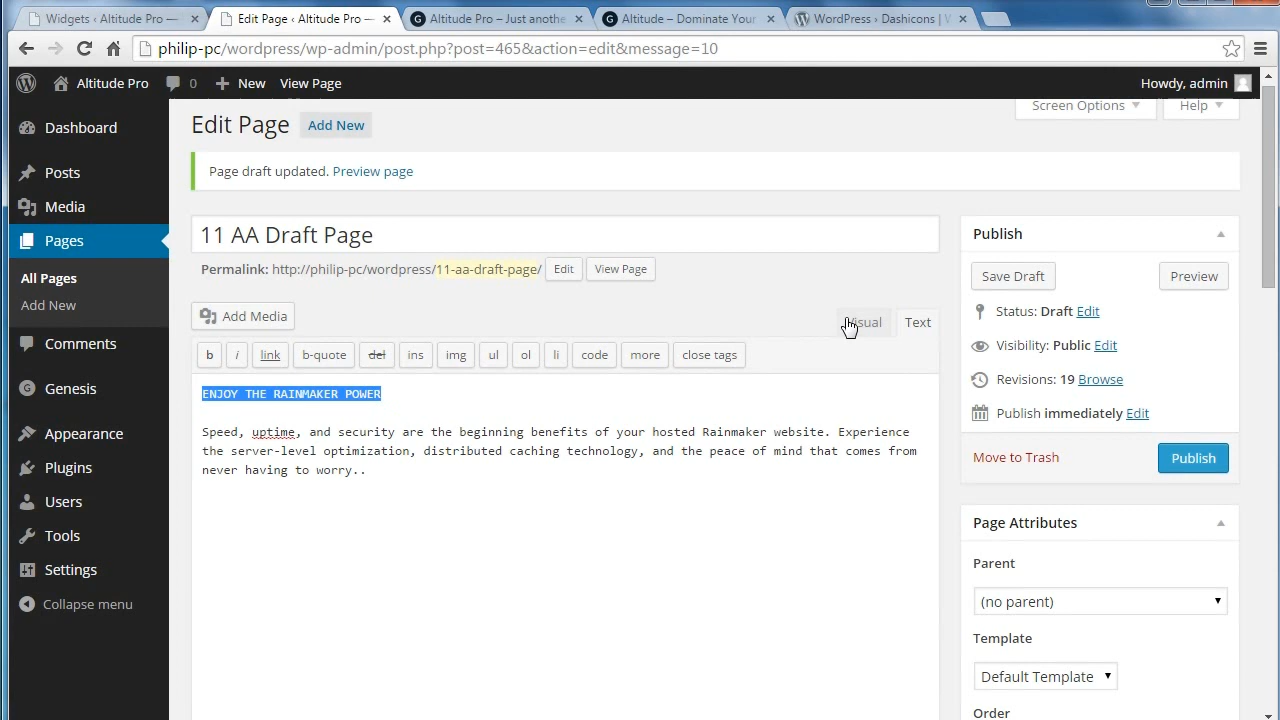 Widgets ‹ Altitude Pro —
Edit Page ‹ Altitude Pro —
Altitude Pro – Just anothe
Altitude – Dominate Your
WordPress › Dashicons | W
philip-pc/wordpress/wp-admin/post.php?post=465&action=edit&message=10
Altitude Pro
0
New
View Page
Howdy, admin
Dashboard
Posts
Media
Pages
All Pages
Add New
Comments
Genesis
Appearance
Plugins
Users
Tools
Settings
Collapse menu
Screen Options
Help
Edit Page
Add New
Page draft updated. Preview page
11 AA Draft Page
Permalink: http://philip-pc/wordpress/11-aa-draft-page/
Edit
View Page
Add Media
Text
b
i
link
b-quote
del
ins
img
ul
ol
li
code
more
close tags
ENJOY THE RAINMAKER POWER
Speed, uptime, and security are the beginning benefits of your hosted Rainmaker website. Experience
the server-level optimization, distributed caching technology, and the peace of mind that comes from
never having to worry..
Publish
Save Draft
Preview
Status: Draft Edit
Visibility: Public Edit
Revisions: 19 Browse
Publish immediately Edit
Move to Trash
Publish
Page Attributes
Parent
(no parent)
Template
Default Template
Order